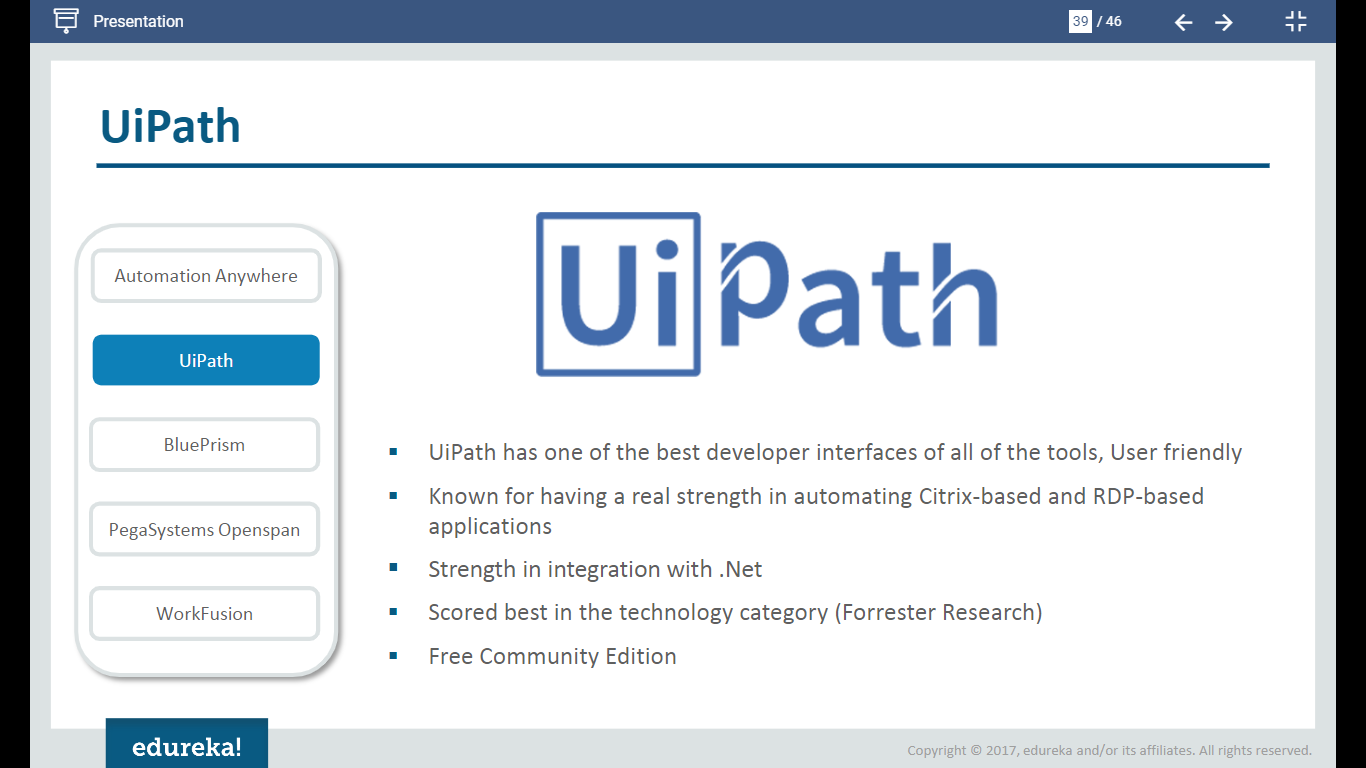 Presentation
39 / 46
UiPath
Automation Anywhere
UiPath
BluePrism
PegaSystems Openspan
WorkFusion
UiPath
▪ UiPath has one of the best developer interfaces of all of the tools, User friendly
▪ Known for having a real strength in automating Citrix-based and RDP-based
applications
▪ Strength in integration with .Net
▪ Scored best in the technology category (Forrester Research)
▪ Free Community Edition
edureka!
Copyright © 2017, edureka and/or its affiliates. All rights reserved.